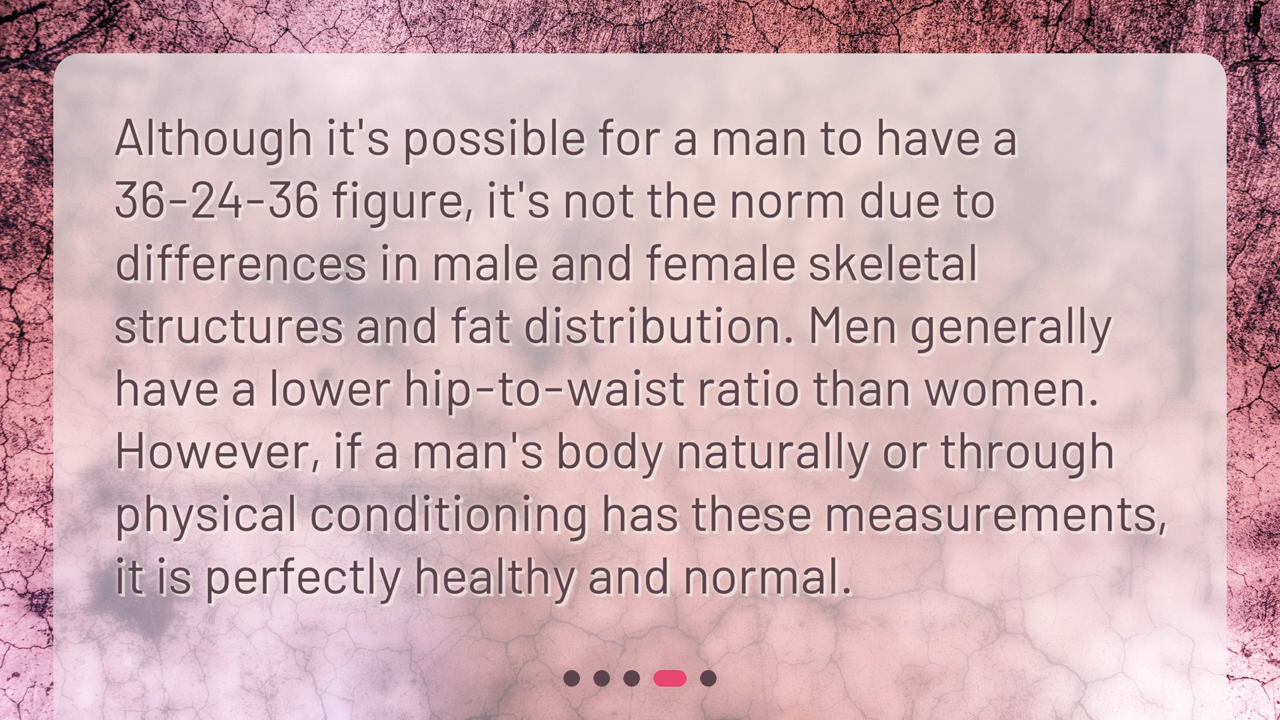 Although it's possible for a man to have a
36-24-36 figure, it's not the norm due to
differences in male and female skeletal
structures and fat distribution. Men generally
have a lower hip-to-waist ratio than women.
However, if a man's body naturally or through
physical conditioning has these measurements,
it is perfectly healthy and normal.